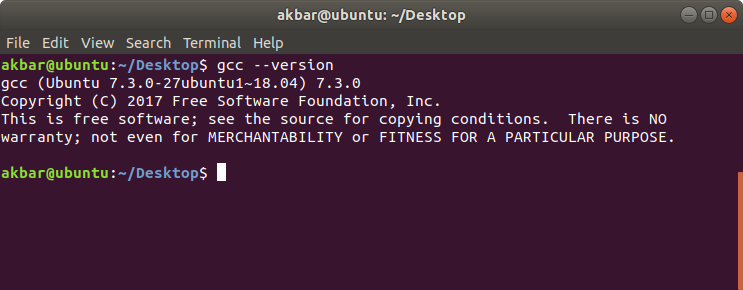 akbar@ubuntu: ~/Desktop
File Edit View Search Terminal Help
akbar@ubuntu:~/Desktop$ gcc --version
gcc (Ubuntu 7.3.0-27ubuntu1~18.04) 7.3.0
Copyright (C) 2017 Free Software Foundation, Inc.
This is free software; see the source for copying conditions.  There is NO
warranty; not even for MERCHANTABILITY or FITNESS FOR A PARTICULAR PURPOSE.
akbar@ubuntu:~/Desktop$